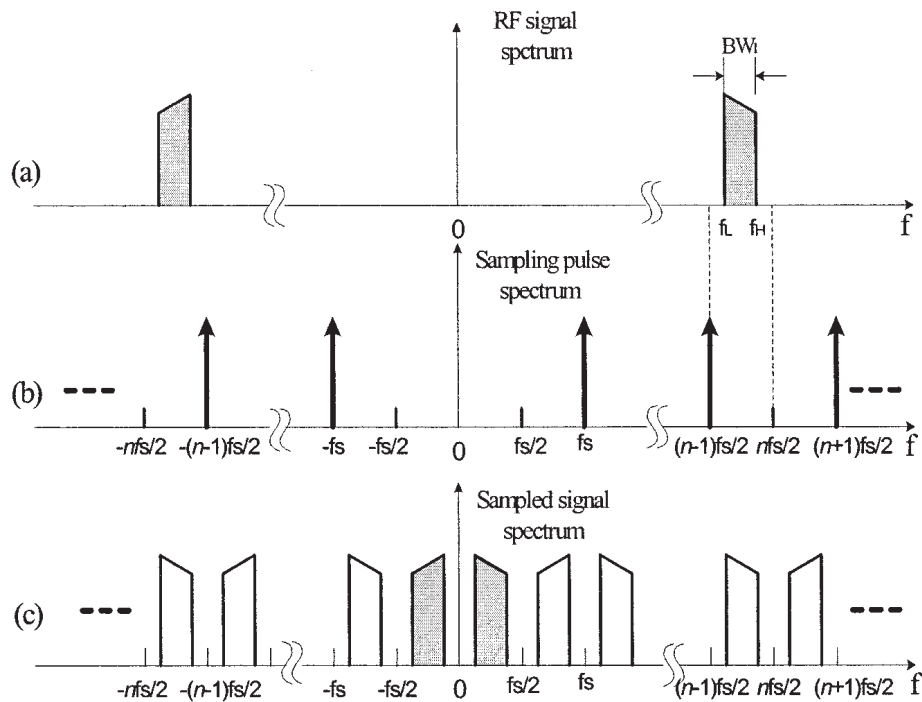 RF signal
spctrum
BWi
(a)
0
fL fH f
Sampling pulse
spectrum
(b)
-nfs/2 -(n-1)fs/2 -fs -fs/2 0 fs/2 fs (n-1)fs/2 nfs/2 (n+1)fs/2 f
Sampled signal
spectrum
(c)
-nfs/2 -(n-1)fs/2 -fs -fs/2 0 fs/2 fs (n-1)fs/2 nfs/2 (n+1)fs/2 f